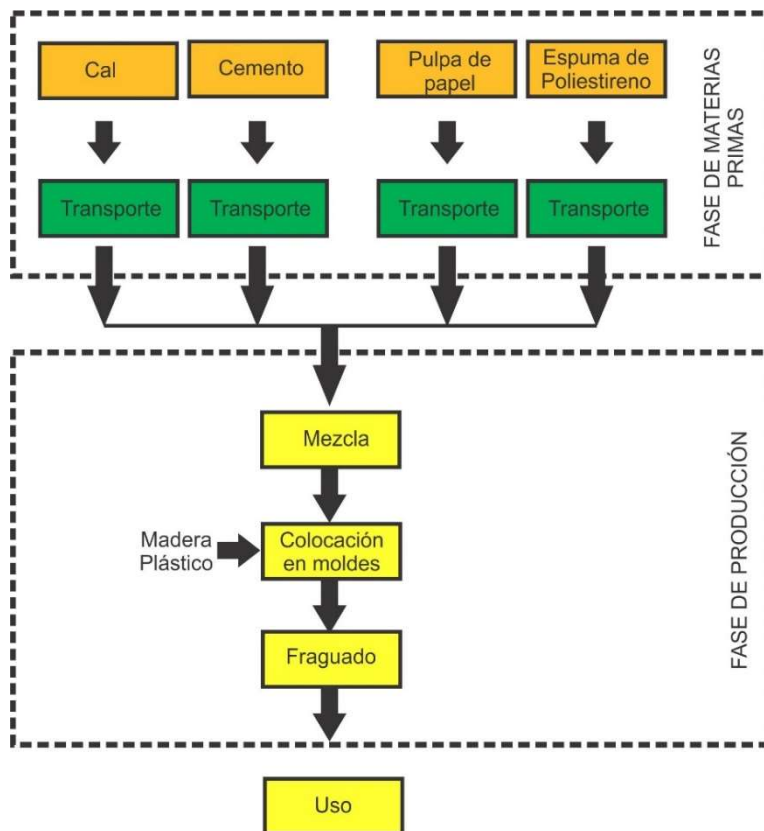 Cal
Cemento
Pulpa de
papel
Espuma de
Poliestireno
Transporte
Transporte
Transporte
Transporte
FASE DE MATERIAS
PRIMAS
Mezcla
Madera
Plástico
Colocación
en moldes
Fraguado
FASE DE PRODUCCIÓN
Uso